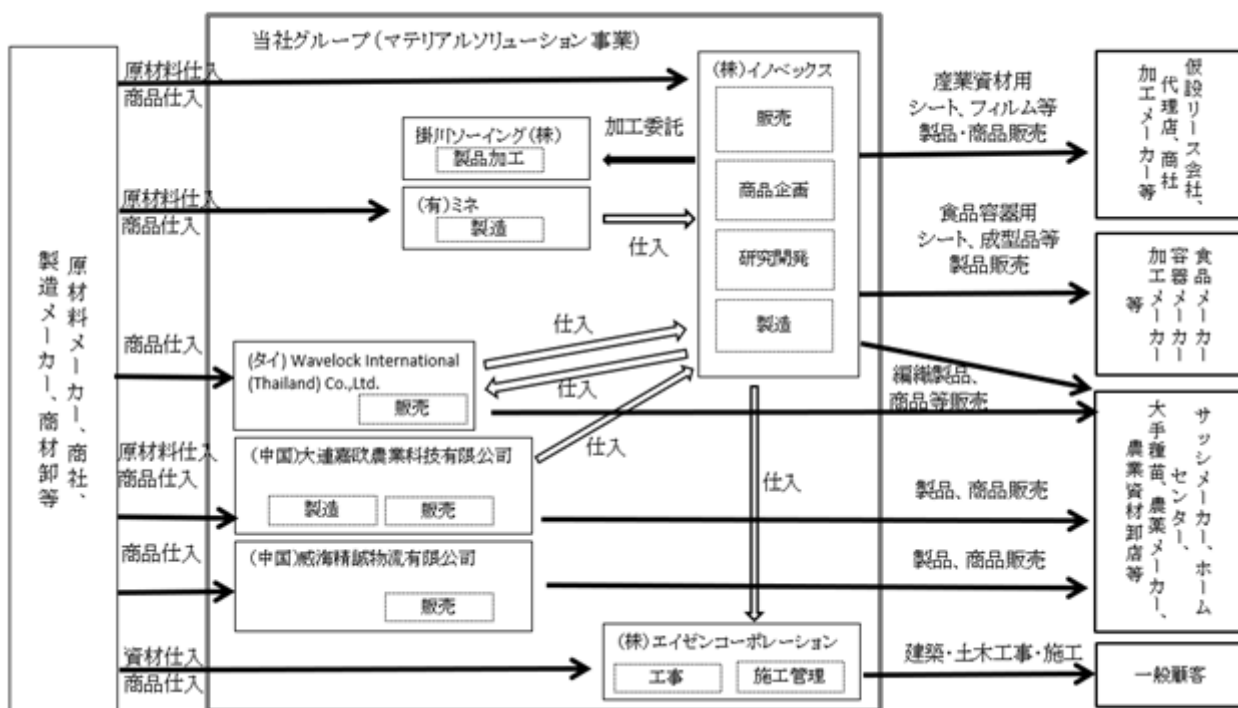 当社グループ(マテリアルソリューション事業)
原材料メーカー、商社、
製造メーカー、商材卸等
原材料仕入
商品仕入
原材料仕入
商品仕入
商品仕入
原材料仕入
商品仕入
商品仕入
資材仕入
商品仕入
(株)イノベックス
販売
商品企画
研究開発
製造
掛川ソーイング(株)
製品加工
加工委託
(有)ミネ
製造
仕入
(タイ) Wavelock International
(Thailand) Co.,Ltd.
販売
仕入
仕入
(中国)大連嘉欧農業科技有限公司
製造
販売
仕入
(中国)威海精誠物流有限公司
販売
仕入
(株)エイゼンコーポレーション
工事
施工管理
産業資材用
シート、フィルム等
製品・商品販売
食品容器用
シート、成型品等
製品販売
編織製品、
商品等販売
製品、商品販売
製品、商品販売
建築・土木工事・施工
仮設リース会社、
代理店、商社
加工メーカー等
食品メーカー
容器メーカー
加工メーカー
等
サッシメーカー、ホーム
センター、
大手種苗、農薬メーカー、
農業資材卸店等
一般顧客